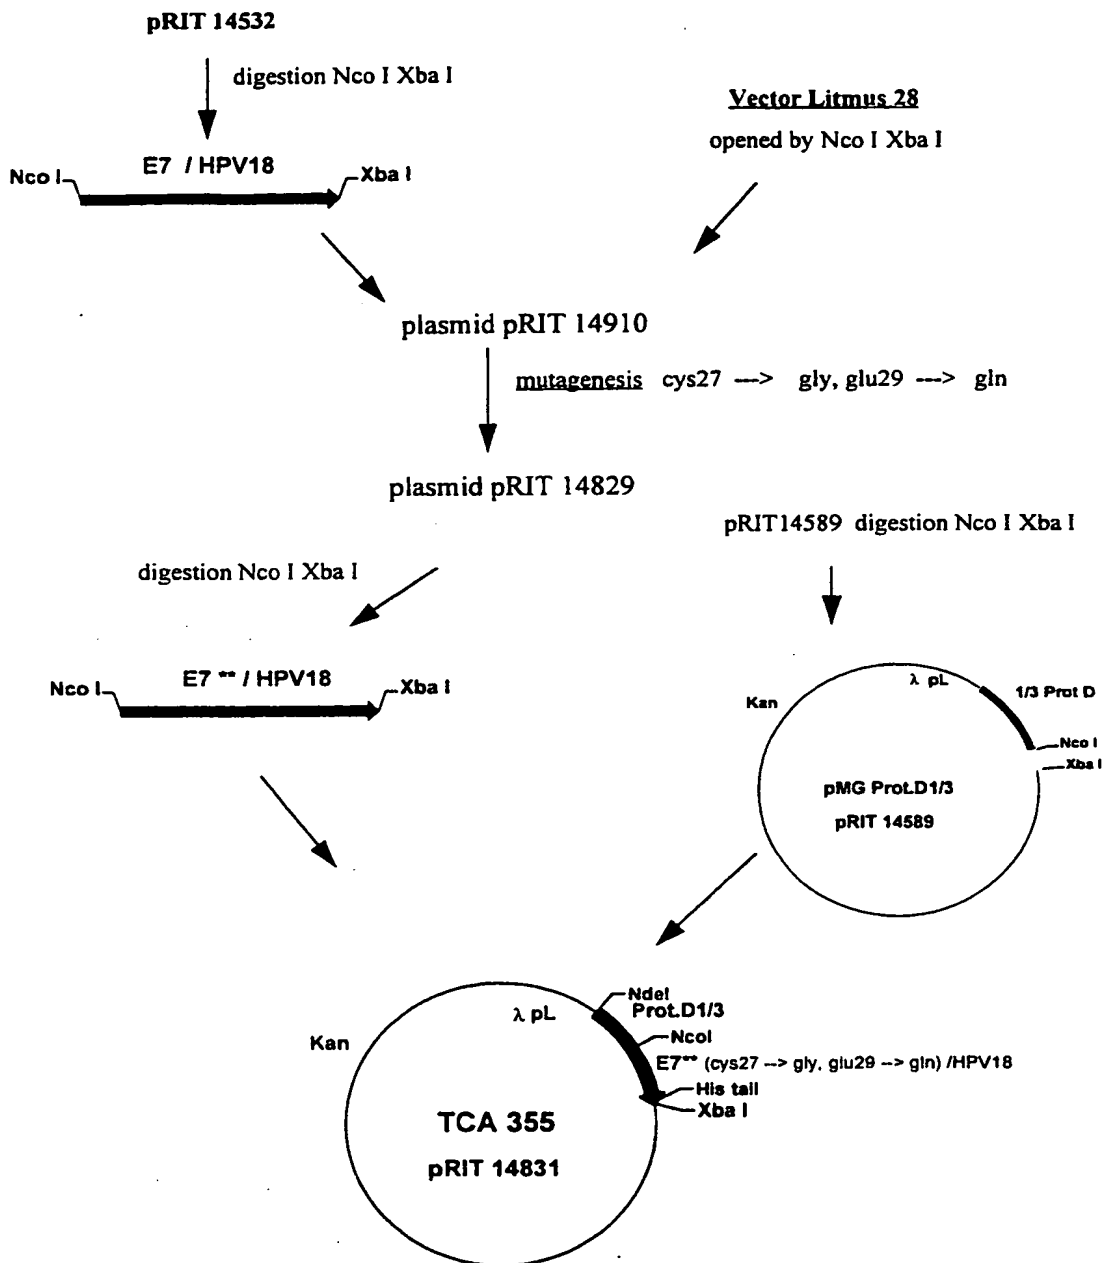 pRIT 14532
digestion Nco I Xba I
Vector Litmus 28
opened by Nco I Xba I
E7 / HPV18
Nco I
Xba I
plasmid pRIT 14910
mutagenesis cys27 ---> gly, glu29 ---> gln
plasmid pRIT 14829
pRIT14589 digestion Nco I Xba I
digestion Nco I Xba I
E7 ** / HPV18
Nco I
Xba I
λ pL
1/3 Prot D
Kan
Nco I
Xba I
pMG Prot.D1/3
pRIT 14589
NdeI
Prot.D1/3
λ pL
NcoI
Kan
E7** (cys27 --> gly, glu29 --> gln) /HPV18
His tail
Xba I
TCA 355
pRIT 14831